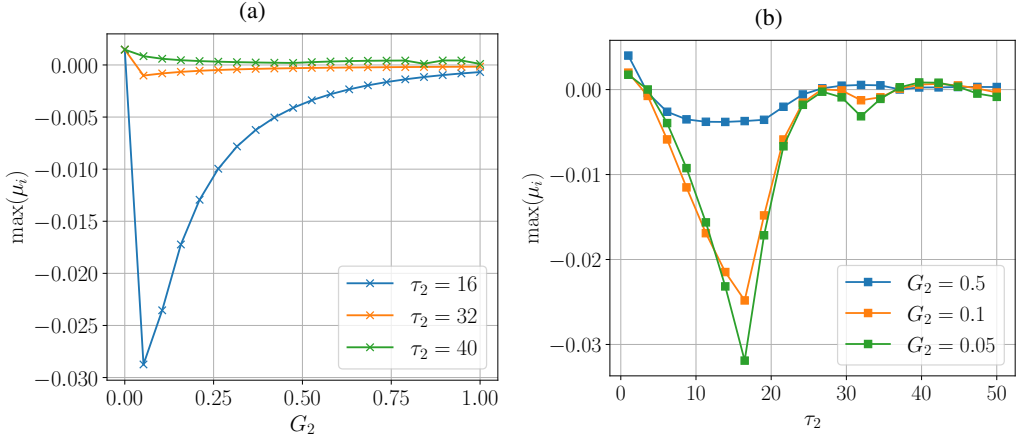 (a)
max(μᵢ)
0.000
−0.005
−0.010
−0.015
−0.020
−0.025
−0.030
0.00 0.25 0.50 0.75 1.00
G₂
τ₂ = 16
τ₂ = 32
τ₂ = 40
(b)
max(μᵢ)
0.00
−0.01
−0.02
−0.03
0 10 20 30 40 50
τ₂
G₂ = 0.5
G₂ = 0.1
G₂ = 0.05